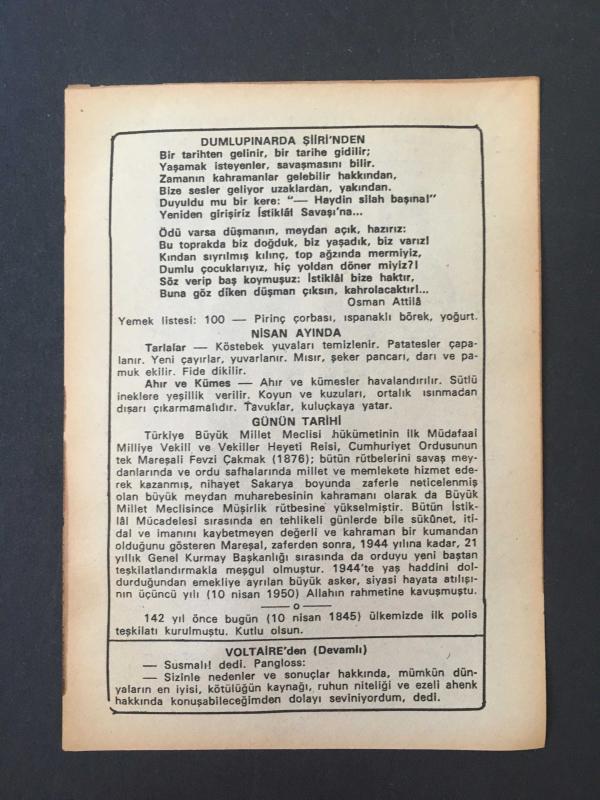 DUMLUPINARDA ŞİİRİ'NDEN
Bir tarihten gelinir, bir tarihe gidilir;
Yaşamak isteyenler, savaşmasını bilir.
Zamanın kahramanlar gelebilir hakkından,
Bize sesler geliyor uzaklardan, yakından.
Duyuldu mu bir kere: "— Haydin silah başına!"
Yeniden girişiriz İstiklâl Savaşı'na...
Ödü varsa düşmanın, meydan açık, hazırız:
Bu toprakda biz doğduk, biz yaşadık, biz varız!
Kından sıyrılmış kılınç, top ağzında mermiyiz,
Dumlu çocuklarıyız, hiç yoldan döner miyiz?!
Söz verip baş koymuşuz: İstiklâl bize haktır,
Buna göz diken düşman çıksın, kahrolacaktır!...
Osman Attilâ
Yemek listesi: 100 — Pirinç çorbası, ıspanaklı börek, yoğurt.
NİSAN AYINDA
Tarlalar — Köstebek yuvaları temizlenir. Patatesler çapa-
lanır. Yeni çayırlar, yuvarlanır. Mısır, şeker pancarı, darı ve pa-
muk ekilir. Fide dikilir.
Ahır ve Kümes — Ahır ve kümesler havalandırılır. Sütlü
ineklere yeşillik verilir. Koyun ve kuzuları, ortalık ısınmadan
dışarı çıkarmamalıdır. Tavuklar, kuluçkaya yatar.
GÜNÜN TARİHİ
Türkiye Büyük Millet Meclisi hükümetinin ilk Müdafaai
Milliye Vekili ve Vekiller Heyeti Reisi, Cumhuriyet Ordusunun
tek Mareşali Fevzi Çakmak (1876); bütün rütbelerini savaş mey-
danlarında ve ordu safhalarında millet ve memlekete hizmet ede-
rek kazanmış, nihayet Sakarya boyunda zaferle neticelenmiş
olan büyük meydan muharebesinin kahramanı olarak da Büyük
Millet Meclisince Müşirlik rütbesine yükselmiştir. Bütün İstik-
lâl Mücadelesi sırasında en tehlikeli günlerde bile sükûnet, iti-
dal ve imanını kaybetmeyen değerli ve kahraman bir kumandan
olduğunu gösteren Mareşal, zaferden sonra, 1944 yılına kadar, 21
yıllık Genel Kurmay Başkanlığı sırasında da orduyu yeni baştan
teşkilatlandırmakla meşgul olmuştur. 1944'te yaş haddini dol-
durduğundan emekliye ayrılan büyük asker, siyasi hayata atılışı-
nın üçüncü yılı (10 nisan 1950) Allahın rahmetine kavuşmuştu.
——o——
142 yıl önce bugün (10 nisan 1845) ülkemizde ilk polis
teşkilatı kurulmuştu. Kutlu olsun.
VOLTAİRE'den (Devamlı)
— Susmalı! dedi. Pangloss:
— Sizinle nedenler ve sonuçlar hakkında, mümkün dün-
yaların en iyisi, kötülüğün kaynağı, ruhun niteliği ve ezeli ahenk
hakkında konuşabileceğimden dolayı seviniyordum, dedi.